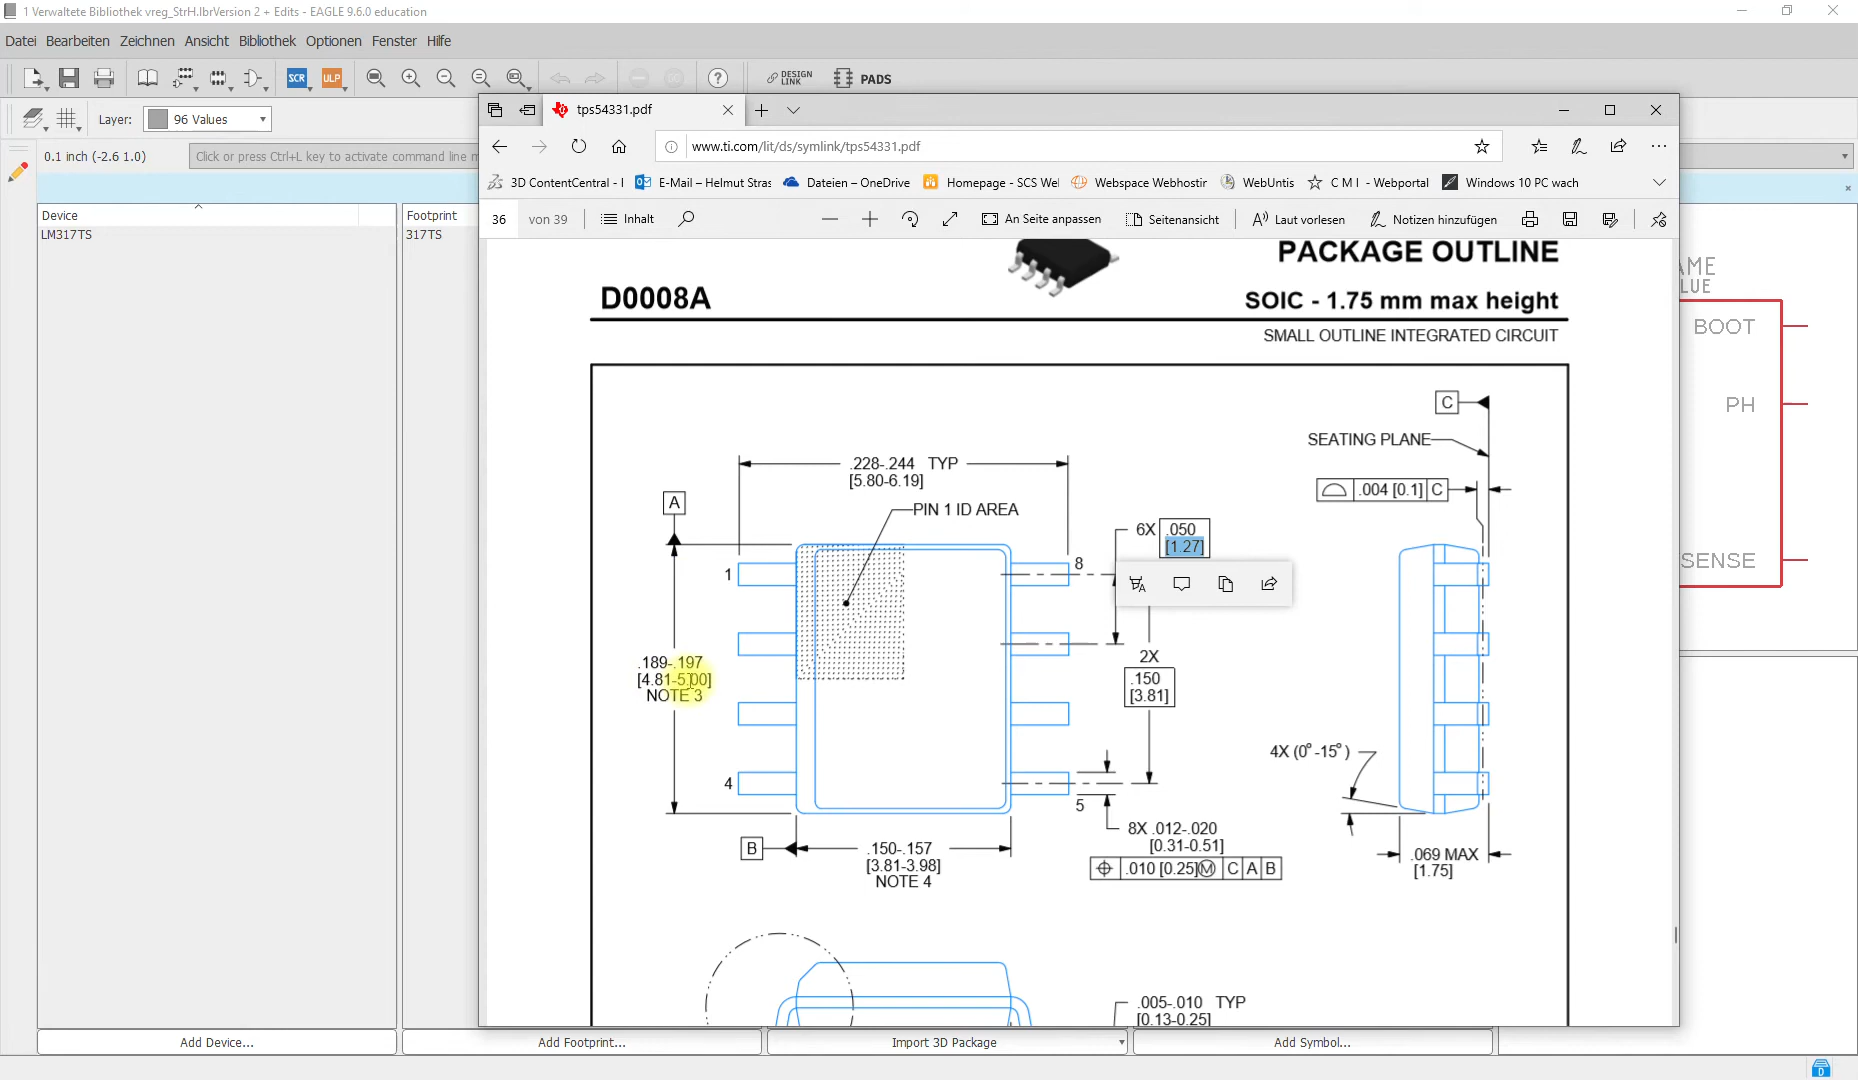 1 Verwaltete Bibliothek vreg_StrH.lbrVersion 2 + Edits - EAGLE 9.6.0 education
Datei Bearbeiten Zeichnen Ansicht Bibliothek Optionen Fenster Hilfe
SCR ULP DESIGN LINK PADS
Layer: 96 Values
0.1 inch (-2.6 1.0) Click or press Ctrl+L key to activate command line m
Device Footprint
LM317TS 317TS
tps54331.pdf
www.ti.com/lit/ds/symlink/tps54331.pdf
3D ContentCentral - I E-Mail – Helmut Stras Dateien – OneDrive Homepage - SCS Wel Webspace Webhostir WebUntis C M I - Webportal Windows 10 PC wach
36 von 39 Inhalt An Seite anpassen Seitenansicht Laut vorlesen Notizen hinzufügen
PACKAGE OUTLINE
D0008A SOIC - 1.75 mm max height
SMALL OUTLINE INTEGRATED CIRCUIT
C
SEATING PLANE
.228-.244 TYP
[5.80-6.19]
.004 [0.1] C
A
PIN 1 ID AREA
6X .050
[1.27]
1
8
2X
.150
[3.81]
.189-.197
[4.81-5.00]
NOTE 3
4X (0°-15°)
4
5
8X .012-.020
[0.31-0.51]
.010 [0.25]Ⓜ C A B
B
.150-.157
[3.81-3.98]
NOTE 4
.069 MAX
[1.75]
.005-.010 TYP
[0.13-0.25]
AME
LUE
BOOT
PH
SENSE
Add Device... Add Footprint... Import 3D Package Add Symbol...